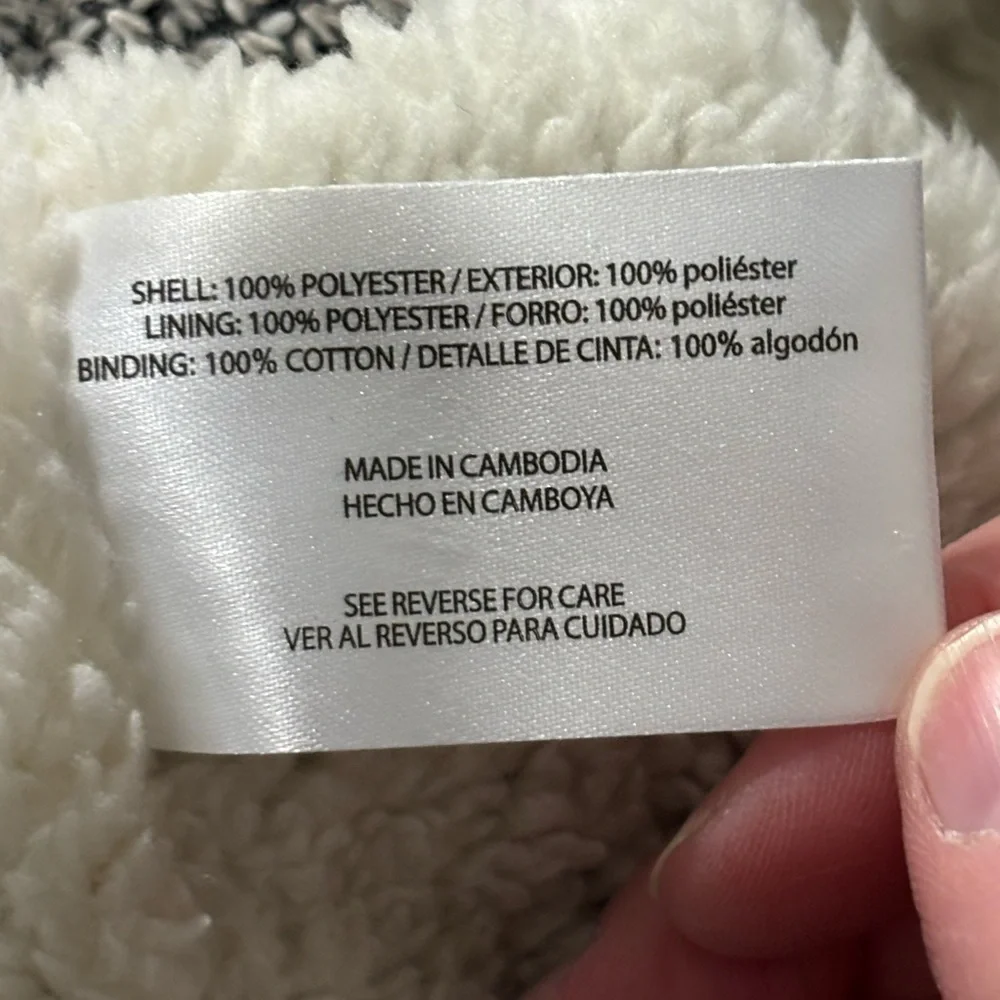 SHELL: 100% POLYESTER / EXTERIOR: 100% poliéster
LINING: 100% POLYESTER / FORRO: 100% poliéster
BINDING: 100% COTTON / DETALLE DE CINTA: 100% algodón
MADE IN CAMBODIA
HECHO EN CAMBOYA
SEE REVERSE FOR CARE
VER AL REVERSO PARA CUIDADO